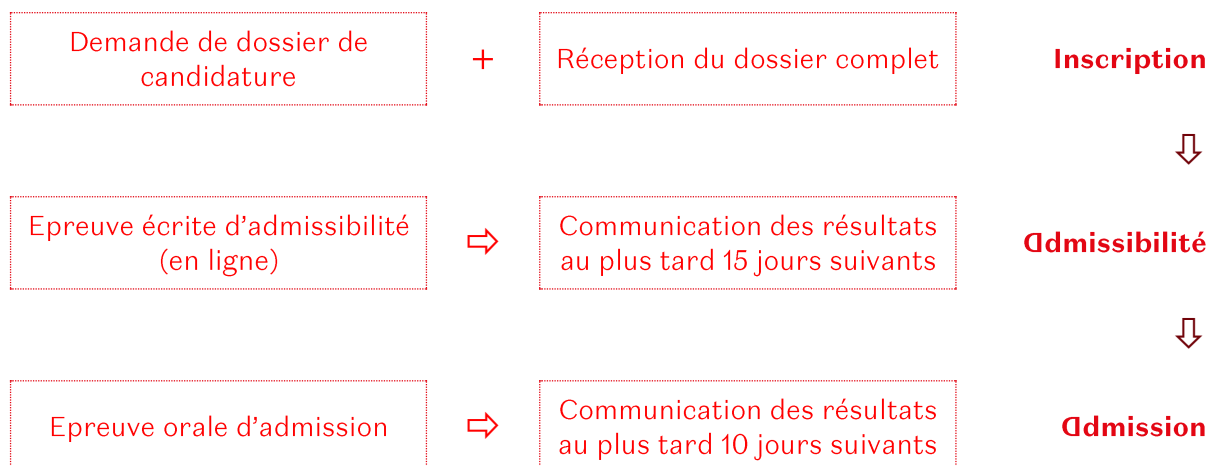 Demande de dossier de
candidature
+
Réception du dossier complet
Inscription
Epreuve écrite d’admissibilité
(en ligne)
Communication des résultats
au plus tard 15 jours suivants
Admissibilité
Epreuve orale d’admission
Communication des résultats
au plus tard 10 jours suivants
Admission